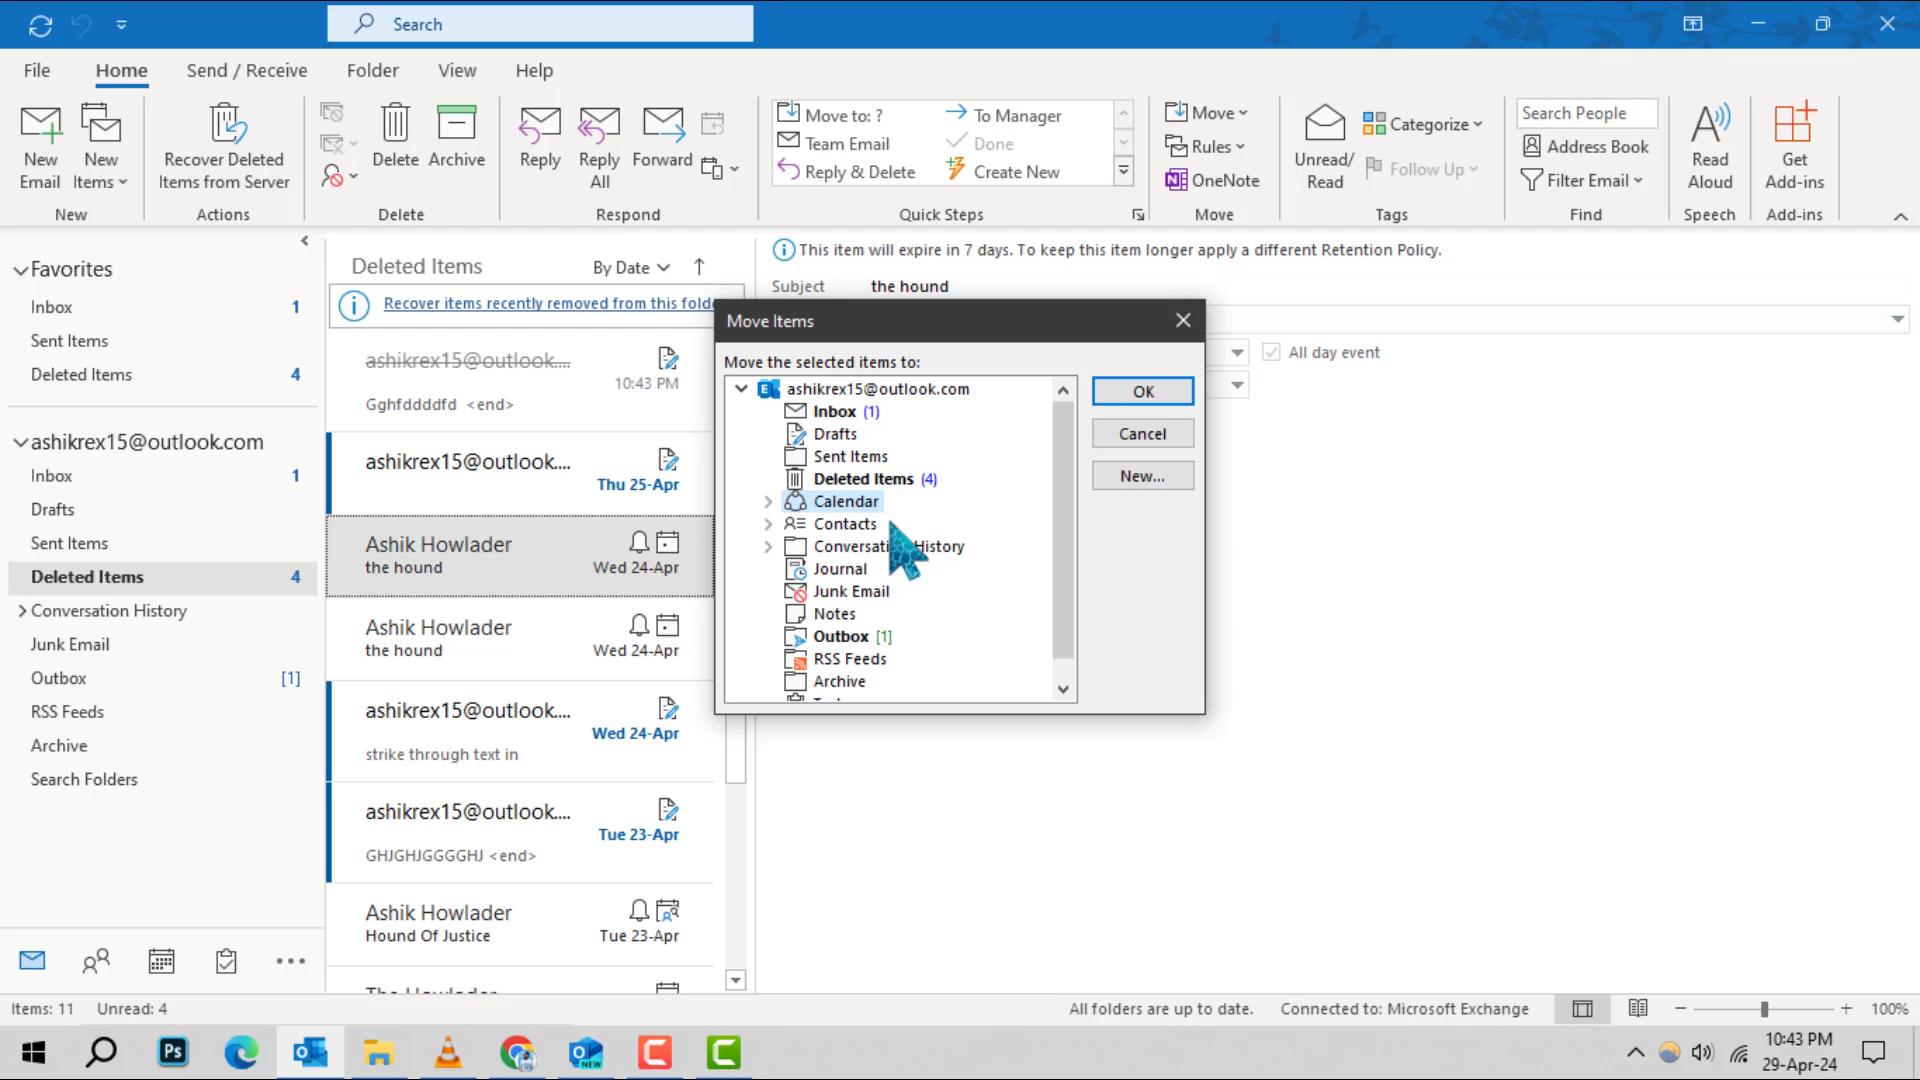 Search
File Home Send / Receive Folder View Help
New Email
New Items
New
Recover Deleted Items from Server
Actions
Delete
Archive
Delete
Reply
Reply All
Forward
Respond
Move to: ?
Team Email
Reply & Delete
To Manager
Done
Create New
Quick Steps
Move
Rules
OneNote
Move
Unread/ Read
Categorize
Follow Up
Tags
Search People
Address Book
Filter Email
Find
Read Aloud
Speech
Get Add-ins
Add-ins
Favorites
Inbox 1
Sent Items
Deleted Items 4
ashikrex15@outlook.com
Inbox 1
Drafts
Sent Items
Deleted Items 4
Conversation History
Junk Email
Outbox [1]
RSS Feeds
Archive
Search Folders
Deleted Items By Date
Recover items recently removed from this folde
ashikrex15@outlook....
10:43 PM
Gghfddddfd <end>
ashikrex15@outlook....
Thu 25-Apr
Ashik Howlader
the hound Wed 24-Apr
Ashik Howlader
the hound Wed 24-Apr
ashikrex15@outlook....
Wed 24-Apr
strike through text in
ashikrex15@outlook....
Tue 23-Apr
GHJGHJGGGHJ <end>
Ashik Howlader
Hound Of Justice Tue 23-Apr
The Howlader
This item will expire in 7 days. To keep this item longer apply a different Retention Policy.
Subject the hound
All day event
Move Items
Move the selected items to:
ashikrex15@outlook.com
Inbox (1)
Drafts
Sent Items
Deleted Items (4)
Calendar
Contacts
Conversati History
Journal
Junk Email
Notes
Outbox [1]
RSS Feeds
Archive
OK
Cancel
New...
Items: 11 Unread: 4 All folders are up to date. Connected to: Microsoft Exchange 100%
Ps
NEW
10:43 PM
29-Apr-24